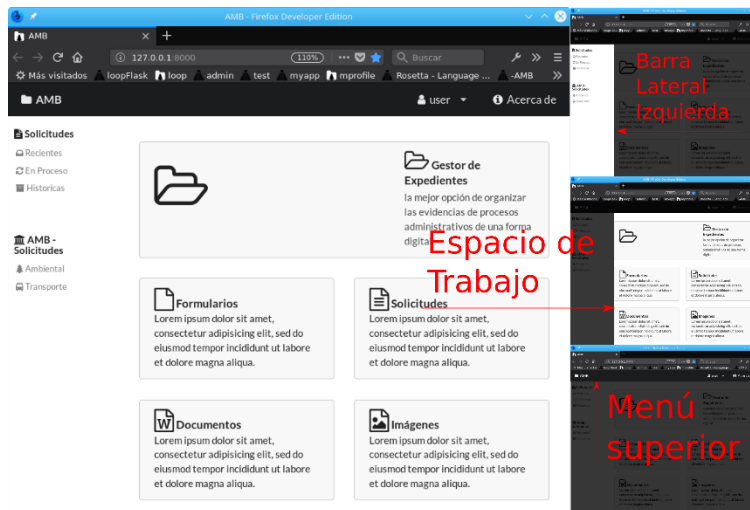 AMB - Firefox Developer Edition
AMB
127.0.0.1:8000
110%
Buscar
Más visitados
loopFlask
loop
admin
test
myapp
mprofile
Rosetta - Language ...
-AMB
AMB
user
Acerca de
Solicitudes
Recientes
En Proceso
Historicas
AMB -
Solicitudes
Ambiental
Transporte
Gestor de
Expedientes
la mejor opción de organizar
las evidencias de procesos
administrativos de una forma
digita
Formularios
Lorem ipsum dolor sit amet,
consectetur adipisicing elit, sed do
eiusmod tempor incididunt ut labore
et dolore magna aliqua.
Solicitudes
Lorem ipsum dolor sit amet,
consectetur adipisicing elit, sed do
eiusmod tempor incididunt ut labore
et dolore magna aliqua.
Documentos
Lorem ipsum dolor sit amet,
consectetur adipisicing elit, sed do
eiusmod tempor incididunt ut labore
et dolore magna aliqua.
Imágenes
Lorem ipsum dolor sit amet,
consectetur adipisicing elit, sed do
eiusmod tempor incididunt ut labore
et dolore magna aliqua.
Barra
Lateral
Izquierda
Espacio de
Trabajo
Menú
superior